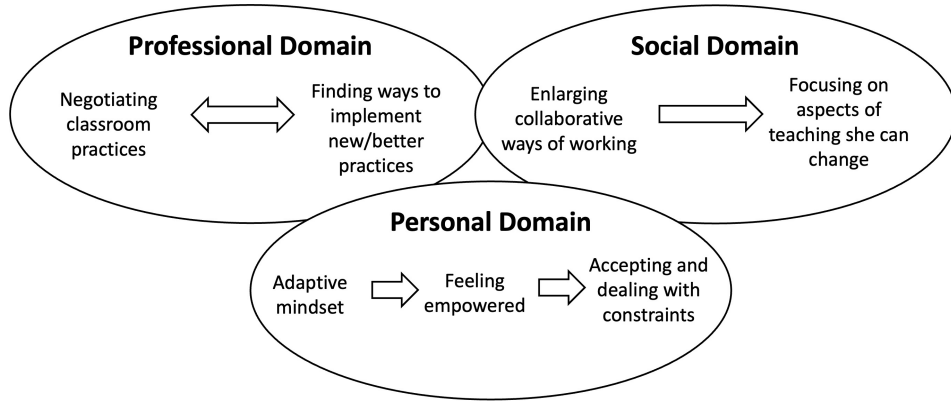 Professional Domain
Negotiating
classroom
practices
Finding ways to
implement
new/better
practices
Social Domain
Enlarging
collaborative
ways of working
Focusing on
aspects of
teaching she can
change
Personal Domain
Adaptive
mindset
Feeling
empowered
Accepting and
dealing with
constraints